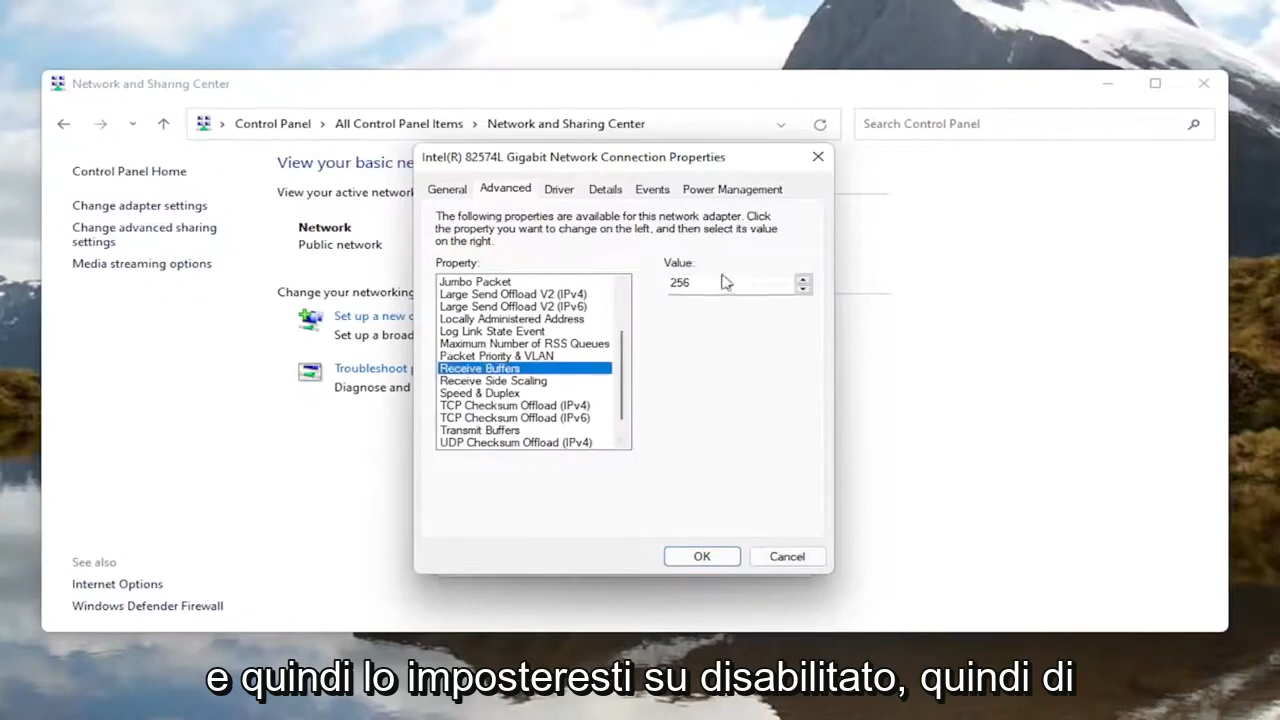 Network and Sharing Center
Control Panel > All Control Panel Items > Network and Sharing Center
Search Control Panel
Control Panel Home
Change adapter settings
Change advanced sharing
settings
Media streaming options
See also
Internet Options
Windows Defender Firewall
View your basic ne
View your active networ
Network
Public network
Change your networking
Set up a new c
Set up a broad
Troubleshoot p
Diagnose and
Intel(R) 82574L Gigabit Network Connection Properties
General Advanced Driver Details Events Power Management
The following properties are available for this network adapter. Click
the property you want to change on the left, and then select its value
on the right.
Property:
Value:
Jumbo Packet
256
Large Send Offload V2 (IPv4)
Large Send Offload V2 (IPv6)
Locally Administered Address
Log Link State Event
Maximum Number of RSS Queues
Packet Priority & VLAN
Receive Buffers
Receive Side Scaling
Speed & Duplex
TCP Checksum Offload (IPv4)
TCP Checksum Offload (IPv6)
Transmit Buffers
UDP Checksum Offload (IPv4)
OK Cancel
e quindi lo imposteresti su disabilitato, quindi di